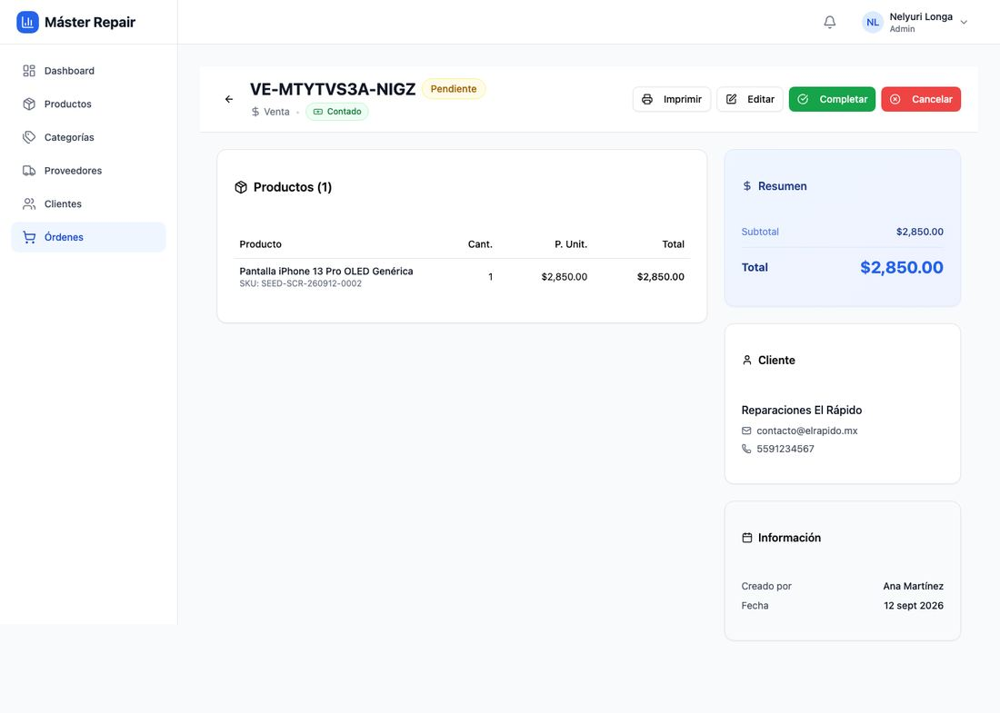 Máster Repair
Nelyuri Longa
NL
Admin
Dashboard
Productos
Categorías
Proveedores
Clientes
Órdenes
VE-MTYTVS3A-NIGZ Pendiente
Venta • Contado
Imprimir Editar Completar Cancelar
Productos (1)
Producto Cant. P. Unit. Total
Pantalla iPhone 13 Pro OLED Genérica 1 $2,850.00 $2,850.00
SKU: SEED-SCR-260912-0002
Resumen
Subtotal $2,850.00
Total $2,850.00
Cliente
Reparaciones El Rápido
contacto@elrapido.mx
5591234567
Información
Creado por Ana Martínez
Fecha 12 sept 2026